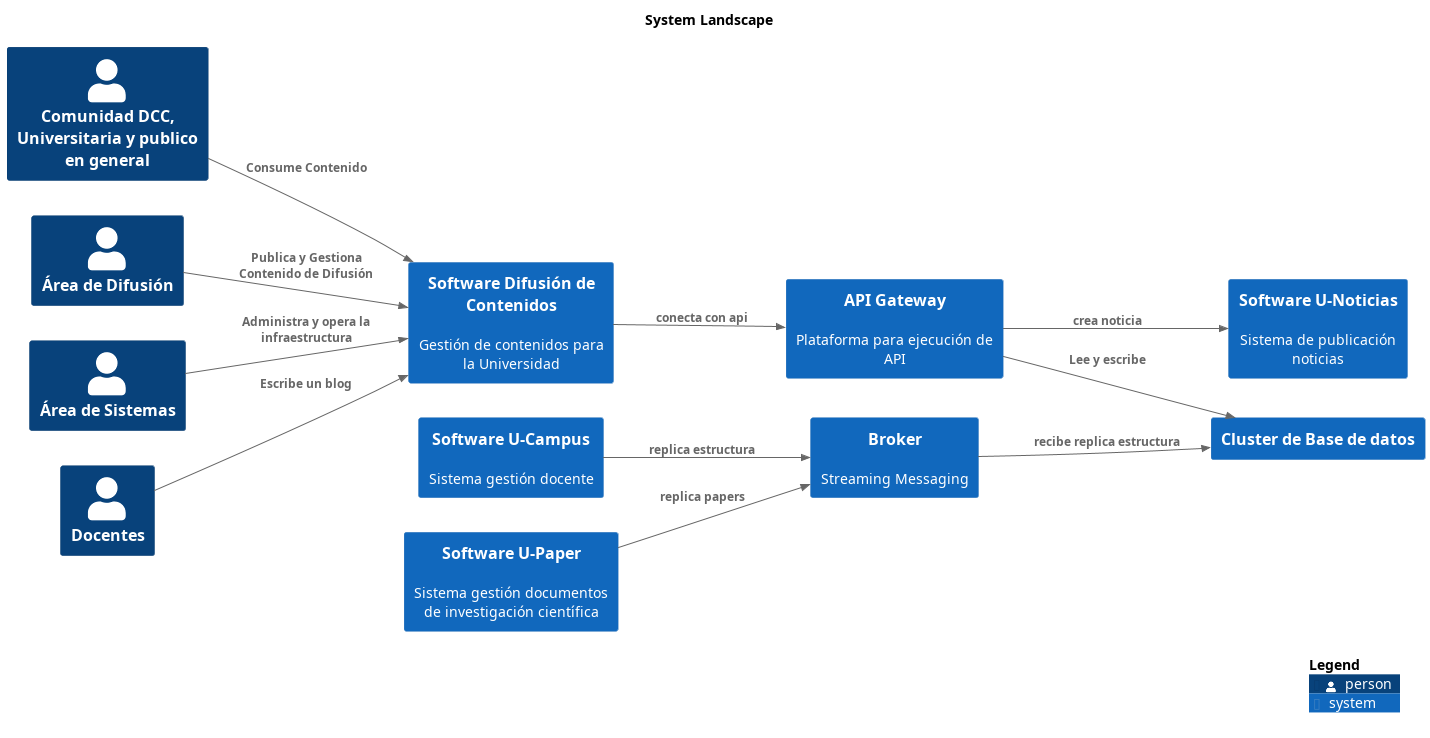 System Landscape
Comunidad DCC,
Universitaria y publico
en general
Consume Contenido
Área de Difusión
Publica y Gestiona
Contenido de Difusión
Área de Sistemas
Administra y opera la
infraestructura
Docentes
Escribe un blog
Software Difusión de
Contenidos
Gestión de contenidos para
la Universidad
conecta con api
API Gateway
Plataforma para ejecución de
API
crea noticia
Lee y escribe
Software U-Noticias
Sistema de publicación
noticias
Software U-Campus
Sistema gestión docente
replica estructura
Broker
Streaming Messaging
recibe replica estructura
Cluster de Base de datos
Software U-Paper
Sistema gestión documentos
de investigación científica
replica papers
Legend
person
system